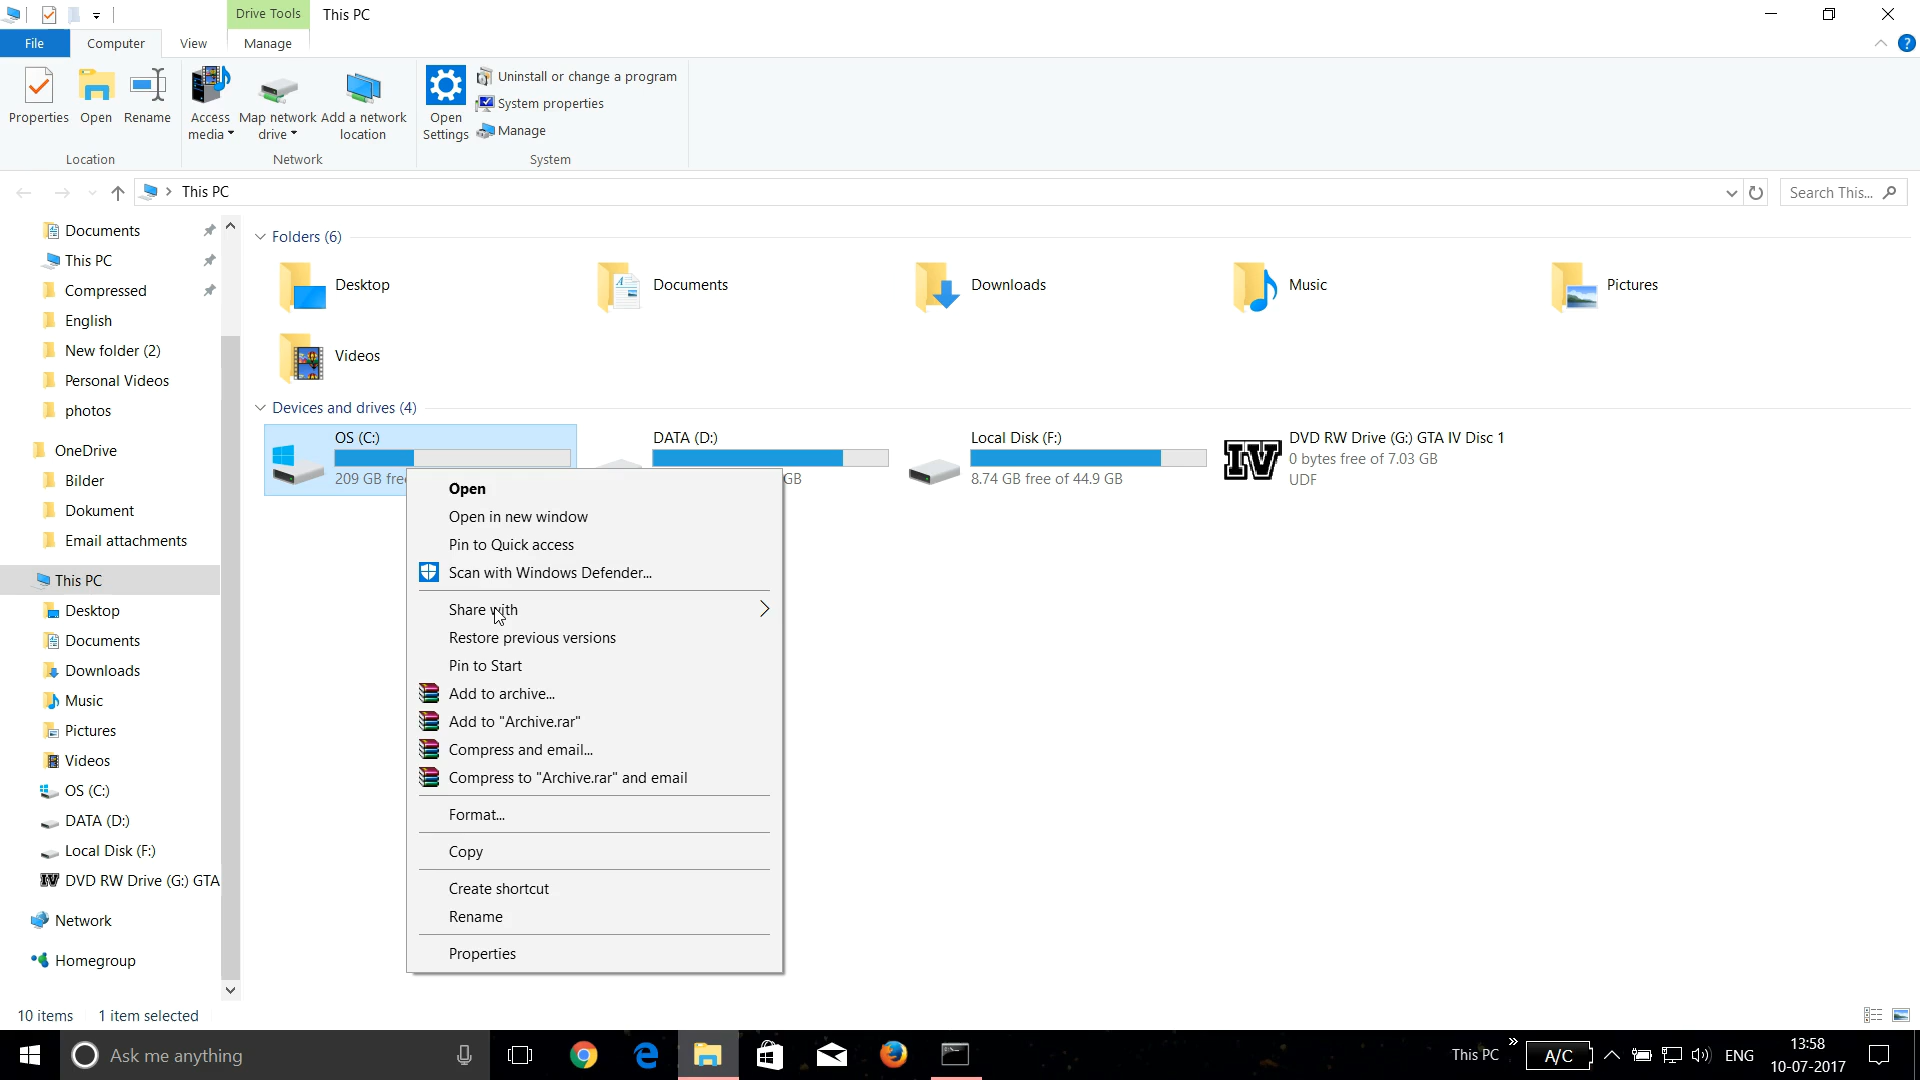 Drive Tools
This PC
File
Computer
View
Manage
Properties
Open
Rename
Access
media
Map network
drive
Add a network
location
Open
Settings
Uninstall or change a program
System properties
Manage
Location
Network
System
This PC
Search This...
Documents
This PC
Compressed
English
New folder (2)
Personal Videos
photos
OneDrive
Bilder
Dokument
Email attachments
This PC
Desktop
Documents
Downloads
Music
Pictures
Videos
OS (C:)
DATA (D:)
Local Disk (F:)
IV DVD RW Drive (G:) GTA
Network
Homegroup
Folders (6)
Desktop
Documents
Downloads
Music
Pictures
Videos
Devices and drives (4)
OS (C:)
209 GB fre
DATA (D:)
GB
Local Disk (F:)
8.74 GB free of 44.9 GB
IV
DVD RW Drive (G:) GTA IV Disc 1
0 bytes free of 7.03 GB
UDF
Open
Open in new window
Pin to Quick access
Scan with Windows Defender...
Share with
Restore previous versions
Pin to Start
Add to archive...
Add to "Archive.rar"
Compress and email...
Compress to "Archive.rar" and email
Format...
Copy
Create shortcut
Rename
Properties
10 items
1 item selected
Ask me anything
This PC
A/C
ENG
13:58
10-07-2017